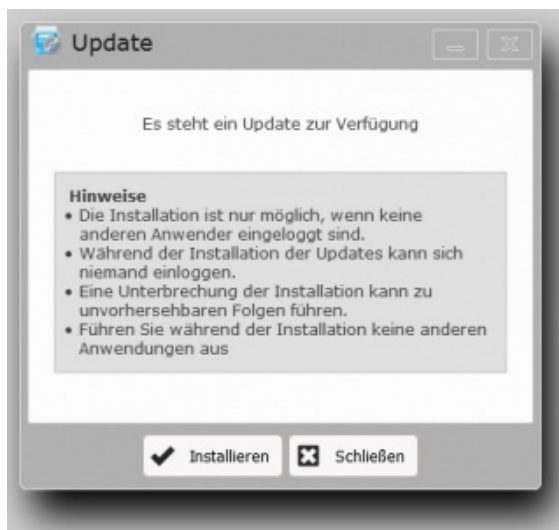 Update
Es steht ein Update zur Verfügung
Hinweise
• Die Installation ist nur möglich, wenn keine
anderen Anwender eingeloggt sind.
• Während der Installation der Updates kann sich
niemand einloggen.
• Eine Unterbrechung der Installation kann zu
unvorhersehbaren Folgen führen.
• Führen Sie während der Installation keine anderen
Anwendungen aus
Installieren
Schließen